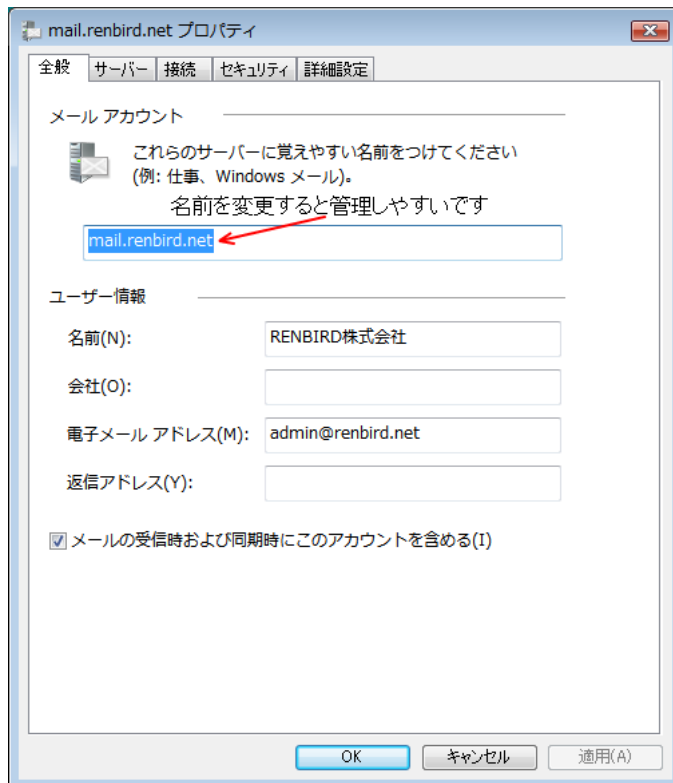 mail.renbird.net プロパティ
全般 サーバー 接続 セキュリティ 詳細設定
メール アカウント
これらのサーバーに覚えやすい名前をつけてください
(例: 仕事、Windows メール)。
名前を変更すると管理しやすいです
mail.renbird.net
ユーザー情報
名前(N): RENBIRD株式会社
会社(O):
電子メール アドレス(M): admin@renbird.net
返信アドレス(Y):
メールの受信時および同期時にこのアカウントを含める(I)
OK キャンセル 適用(A)